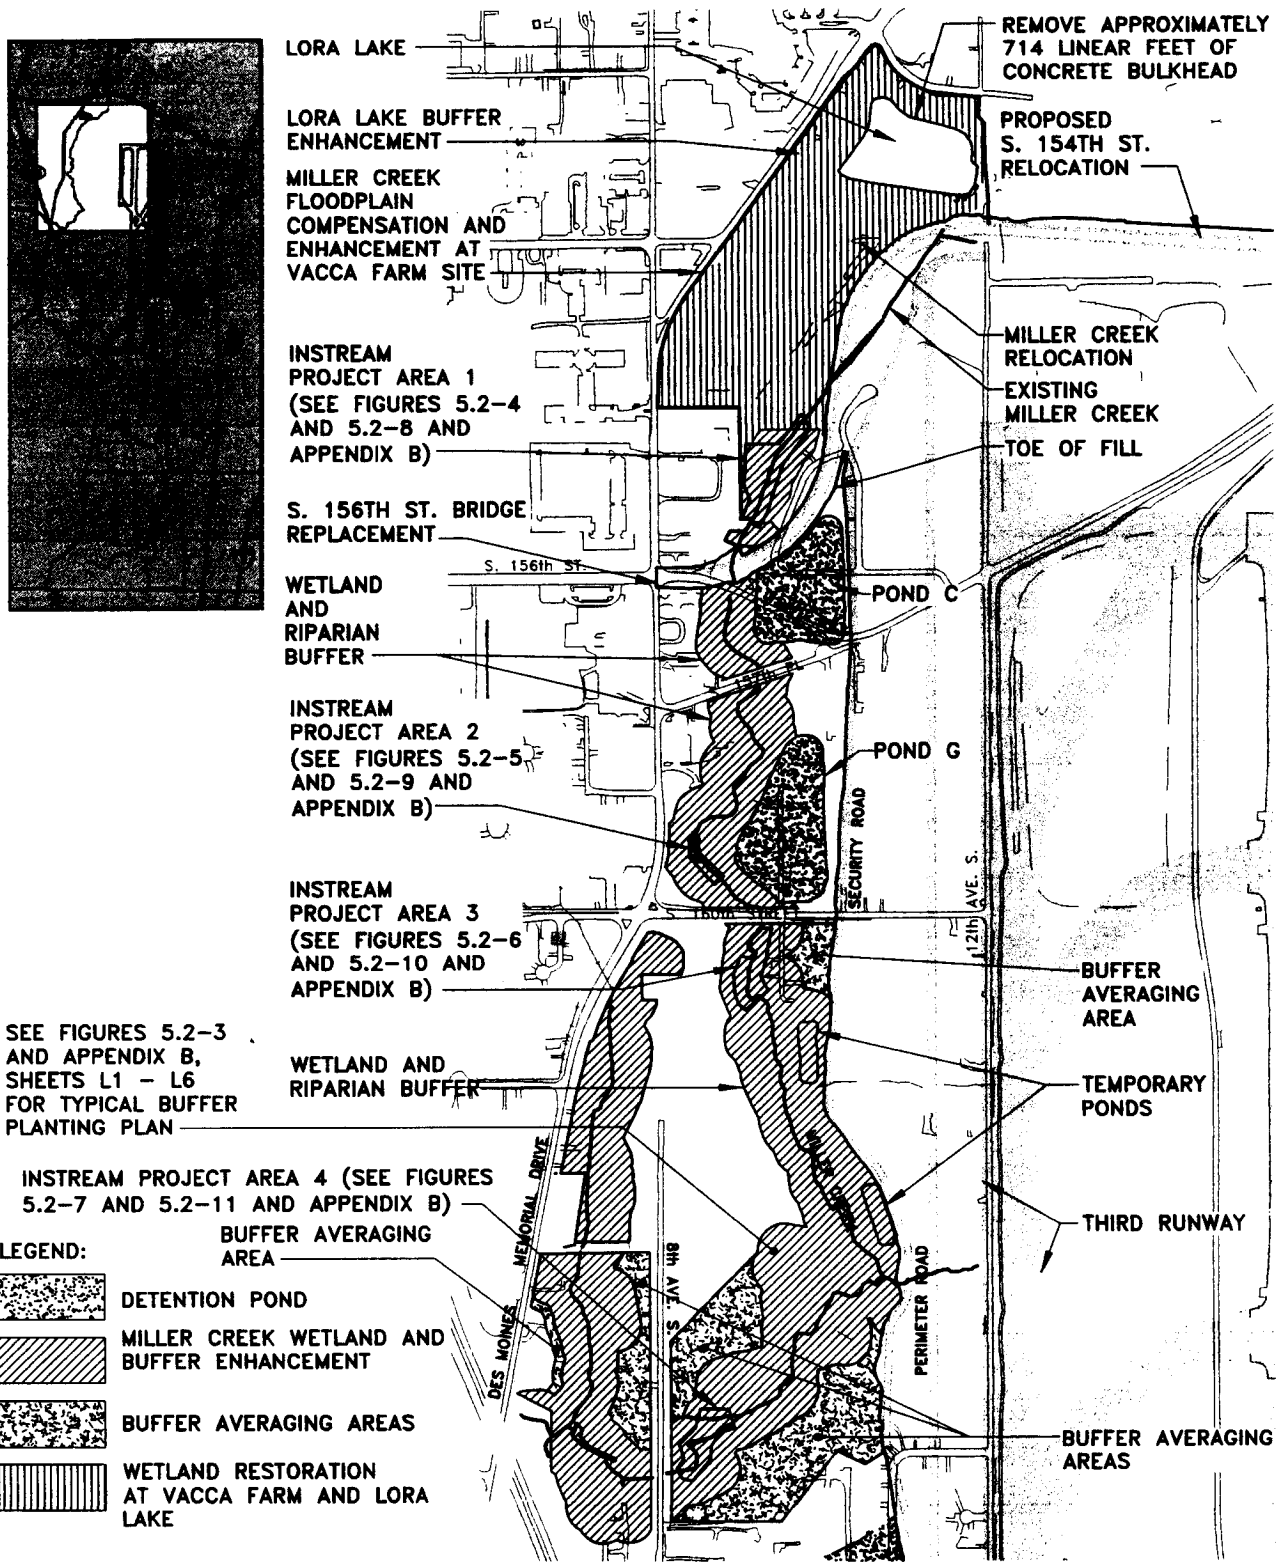 LORA LAKE
REMOVE APPROXIMATELY
714 LINEAR FEET OF
CONCRETE BULKHEAD
LORA LAKE BUFFER
ENHANCEMENT
PROPOSED
S. 154TH ST.
RELOCATION
MILLER CREEK
FLOODPLAIN
COMPENSATION AND
ENHANCEMENT AT
VACCA FARM SITE
MILLER CREEK
RELOCATION
EXISTING
MILLER CREEK
TOE OF FILL
INSTREAM
PROJECT AREA 1
(SEE FIGURES 5.2-4
AND 5.2-8 AND
APPENDIX B)
S. 156TH ST. BRIDGE
REPLACEMENT
S. 156th ST.
WETLAND
AND
RIPARIAN
BUFFER
POND C
157th PL
INSTREAM
PROJECT AREA 2
(SEE FIGURES 5.2-5
AND 5.2-9 AND
APPENDIX B)
POND G
SECURITY ROAD
12th AVE. S.
INSTREAM
PROJECT AREA 3
(SEE FIGURES 5.2-6
AND 5.2-10 AND
APPENDIX B)
S. 160th STREET
BUFFER
AVERAGING
AREA
SEE FIGURES 5.2-3
AND APPENDIX B,
SHEETS L1 - L6
FOR TYPICAL BUFFER
PLANTING PLAN
WETLAND AND
RIPARIAN BUFFER
TEMPORARY
PONDS
MILLER CREEK
INSTREAM PROJECT AREA 4 (SEE FIGURES
5.2-7 AND 5.2-11 AND APPENDIX B)
BUFFER AVERAGING
AREA
DES MOINES MEMORIAL DRIVE
8th AVE. S.
PERIMETER ROAD
THIRD RUNWAY
BUFFER AVERAGING
AREAS
LEGEND:
DETENTION POND
MILLER CREEK WETLAND AND
BUFFER ENHANCEMENT
BUFFER AVERAGING AREAS
WETLAND RESTORATION
AT VACCA FARM AND LORA
LAKE